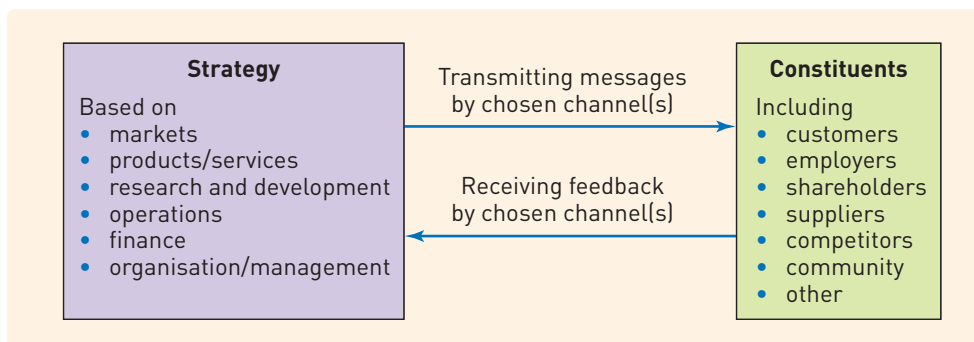 Strategy
Based on
• markets
• products/services
• research and development
• operations
• finance
• organisation/management
Transmitting messages
by chosen channel(s)
Receiving feedback
by chosen channel(s)
Constituents
Including
• customers
• employers
• shareholders
• suppliers
• competitors
• community
• other